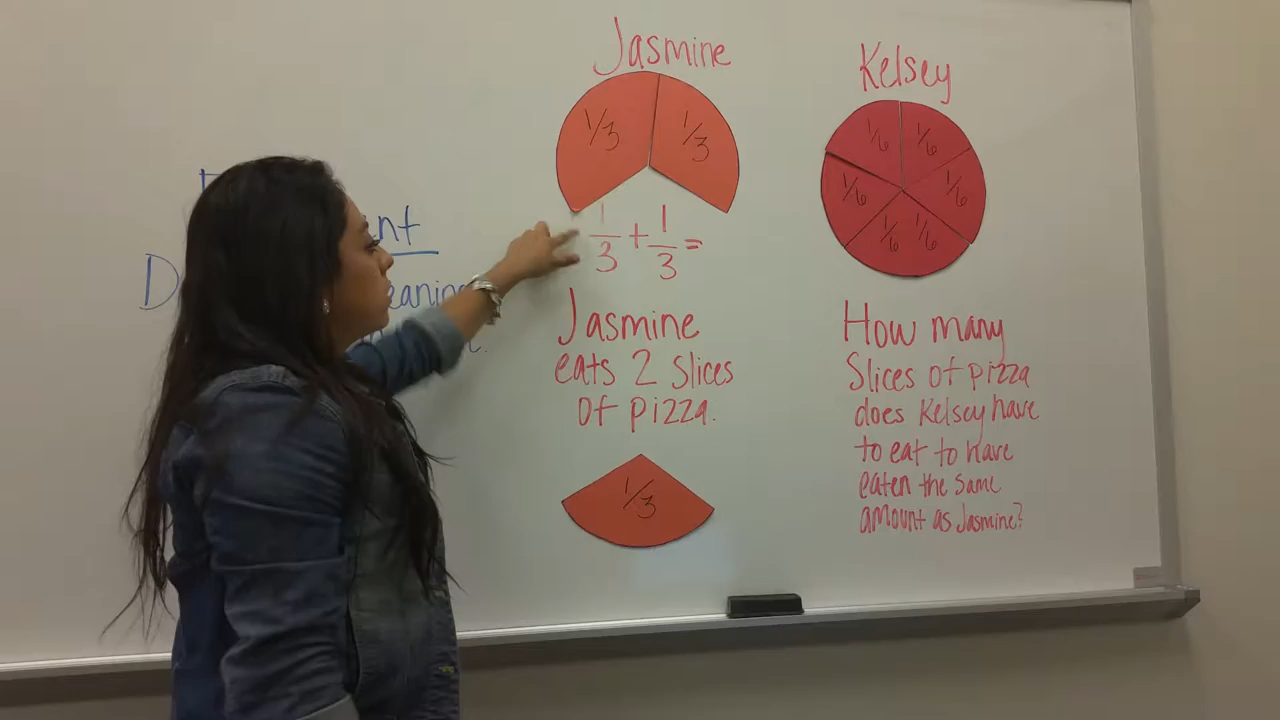 Jasmine
1/3 1/3
1/3 + 1/3 =
Jasmine
eats 2 Slices
of pizza.
1/3
Kelsey
1/6 1/6
1/6 1/6
1/6 1/6
How many
Slices of pizza
does Kelsey have
to eat to have
eaten the same
amount as Jasmine?